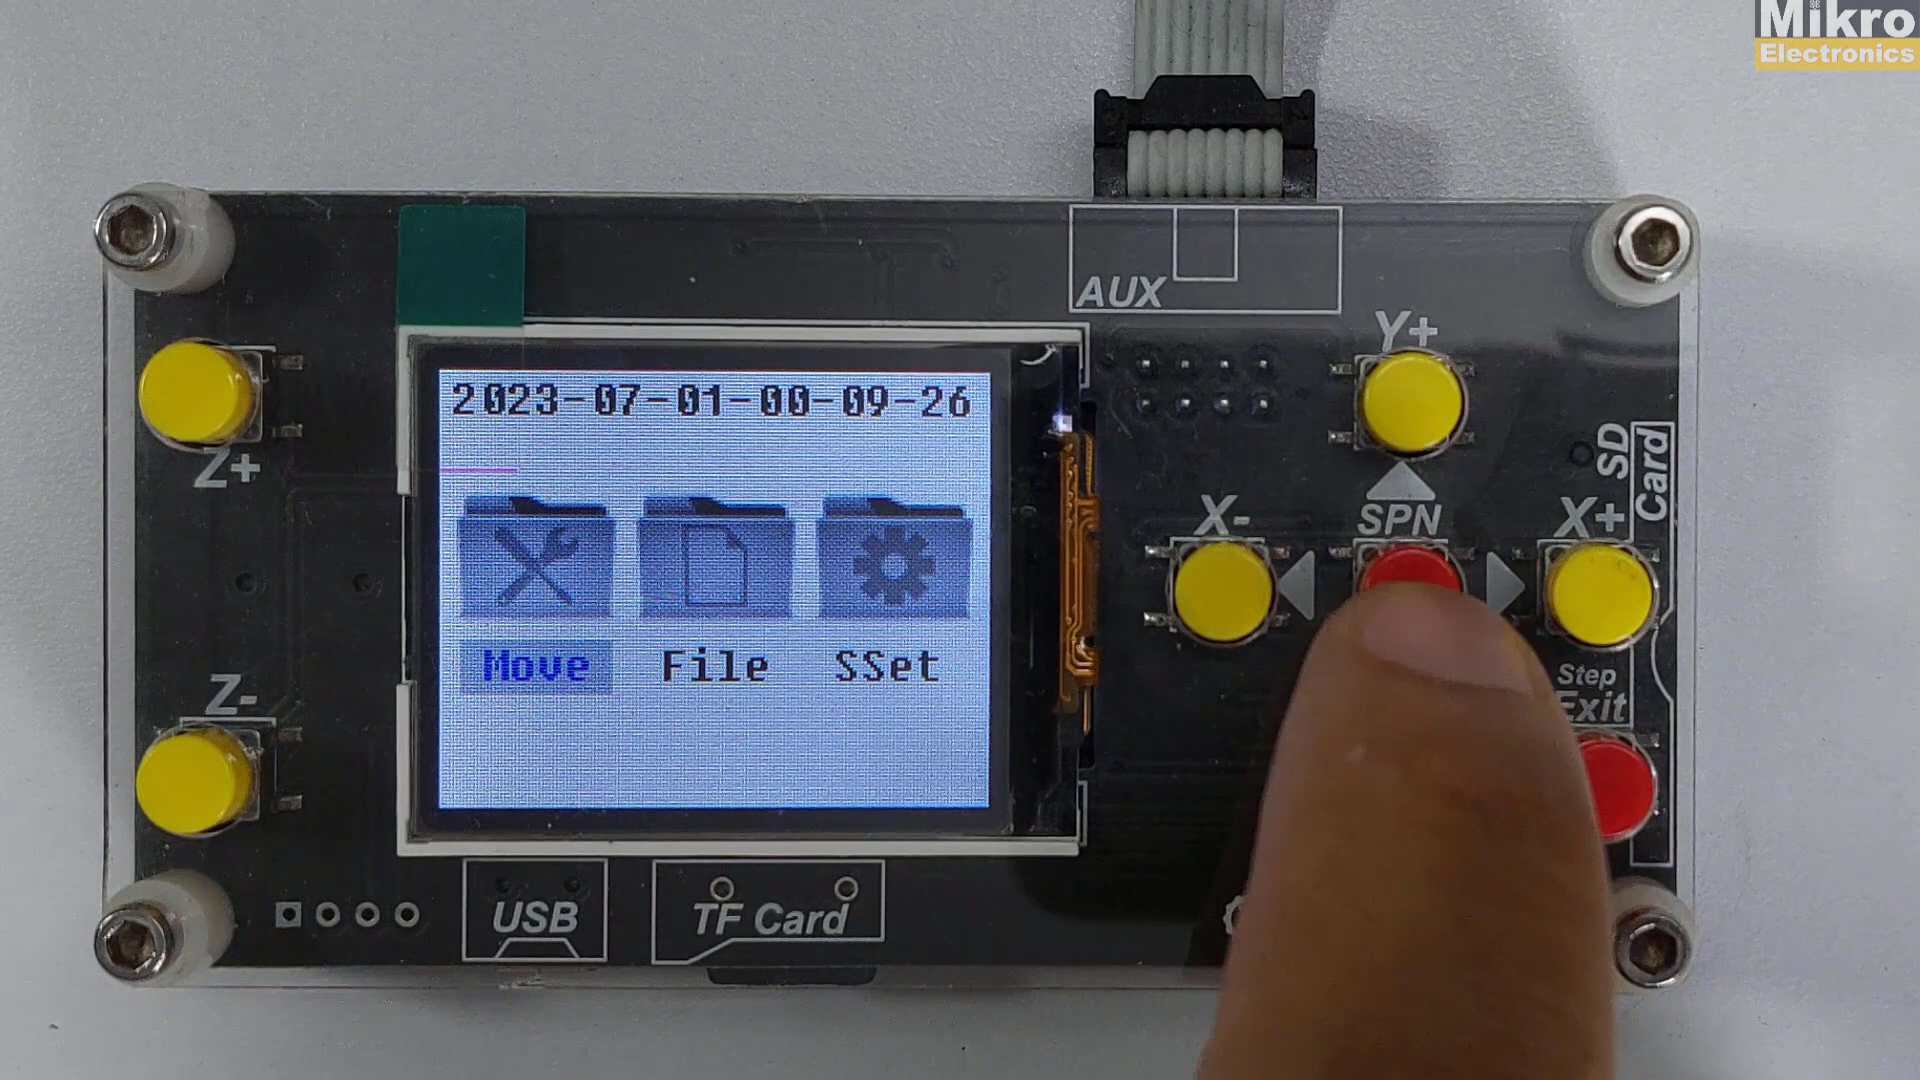 Mikro
Electronics
AUX
Y+
Z+
2023-07-01-00-09-26
SD
Card
X-
SPN
X+
Move
File
SSet
Step
Exit
Z-
USB
TF Card